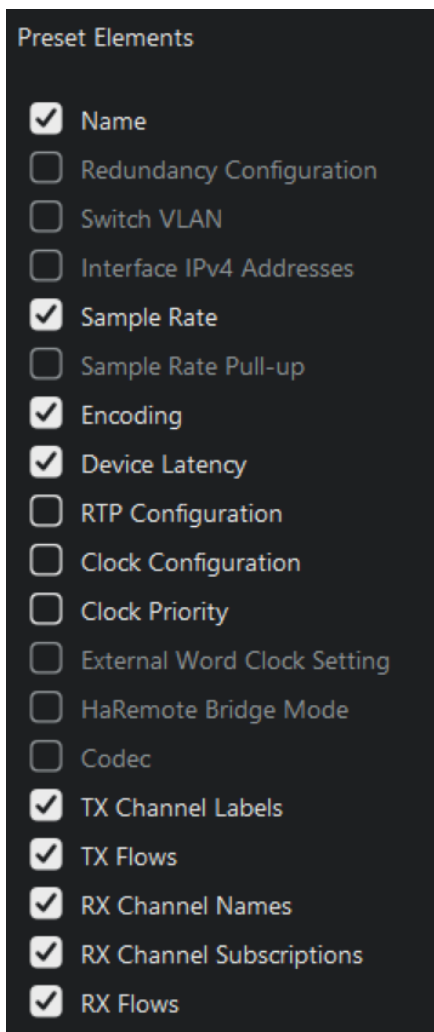 Preset Elements
Name
Redundancy Configuration
Switch VLAN
Interface IPv4 Addresses
Sample Rate
Sample Rate Pull-up
Encoding
Device Latency
RTP Configuration
Clock Configuration
Clock Priority
External Word Clock Setting
HaRemote Bridge Mode
Codec
TX Channel Labels
TX Flows
RX Channel Names
RX Channel Subscriptions
RX Flows